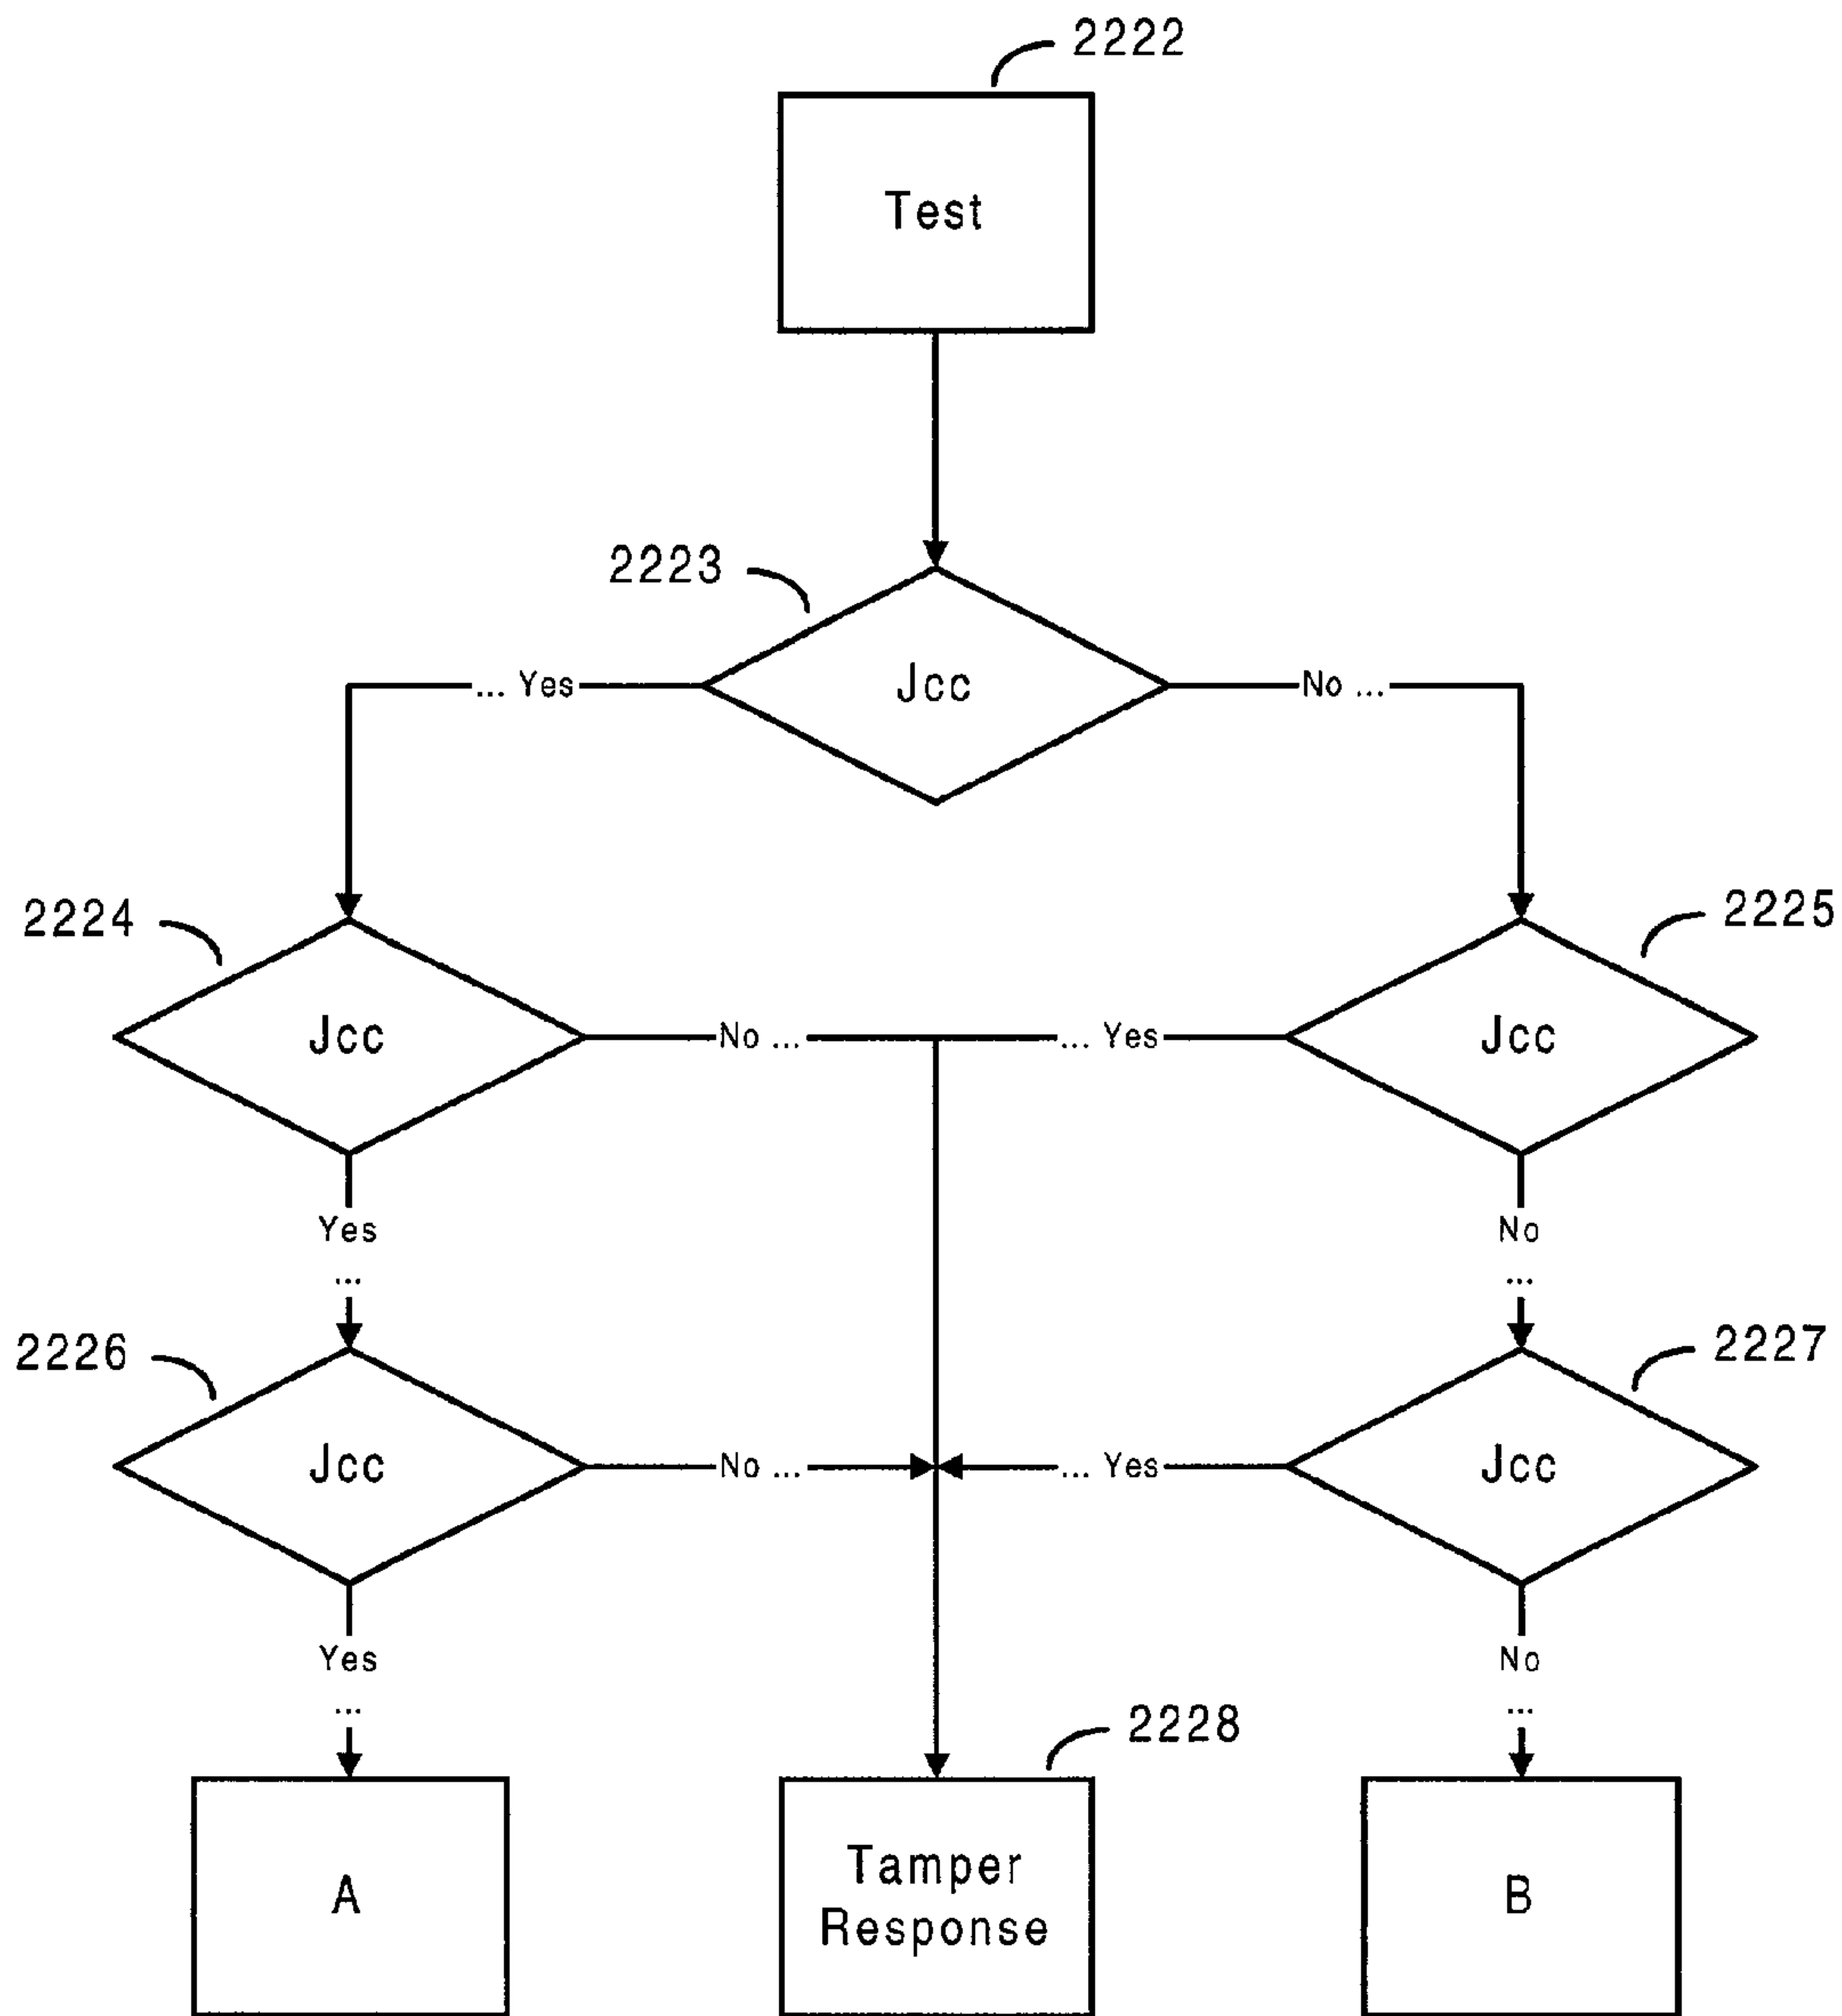 2222
Test
2223
Jcc
... Yes
No ...
2224
2225
Jcc
No ...
... Yes
Jcc
Yes
...
No
...
2226
2227
Jcc
No ...
... Yes
Jcc
Yes
...
No
...
2228
A
Tamper
Response
B